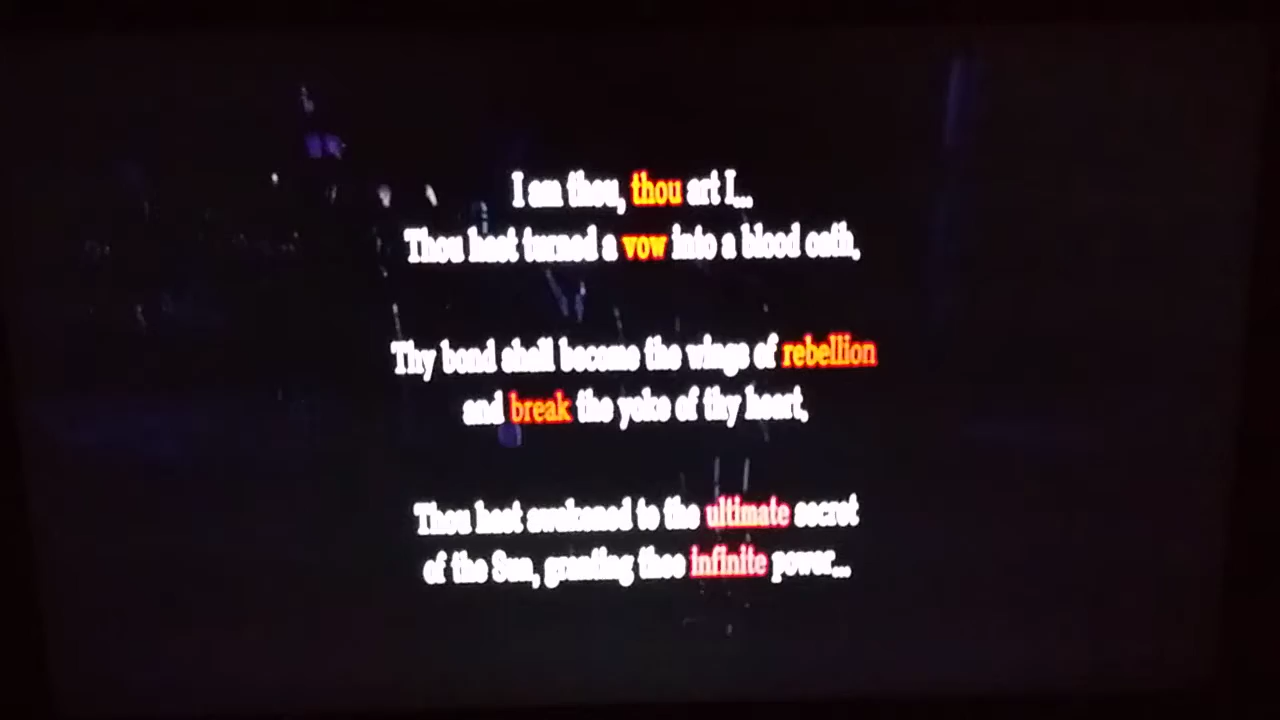 I am thou, thou art I...
Thou hast turned a vow into a blood oath,
Thy bond shall become the wings of rebellion
and break the yoke of thy heart,
Thou hast awakened to the ultimate secret
of the Sun, granting thee infinite power...